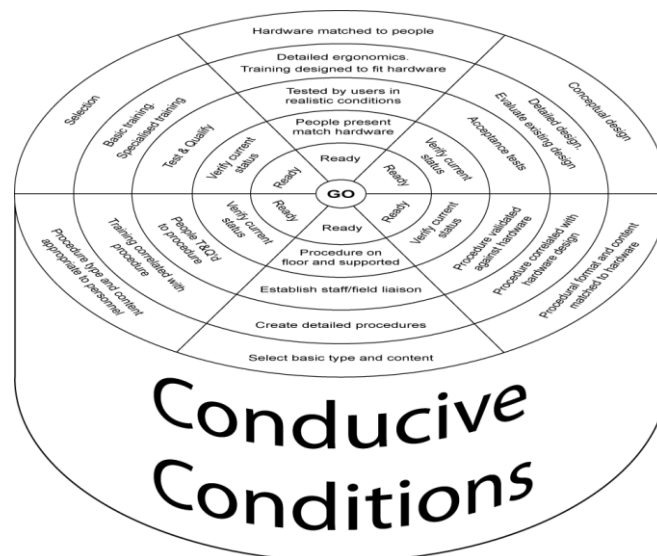 Hardware matched to people
Detailed ergonomics.
Training designed to fit hardware
Tested by users in
realistic conditions
People present
match hardware
Ready
Conceptual design
Detailed design.
Evaluate existing design
Acceptance tests
Verify current
status
Ready
Procedural format and content
matched to hardware
Procedure correlated with
hardware design
Procedure validated
against hardware
Verify current
status
Ready
Select basic type and content
Create detailed procedures
Establish staff/field liaison
Procedure on
floor and supported
Ready
Procedure type and content
appropriate to personnel
Training correlated with
procedure
People T&Q'd
to procedure
Verify current
status
Ready
Selection
Basic training.
Specialised training
Test & Qualify
Verify current
status
Ready
GO
Conducive
Conditions